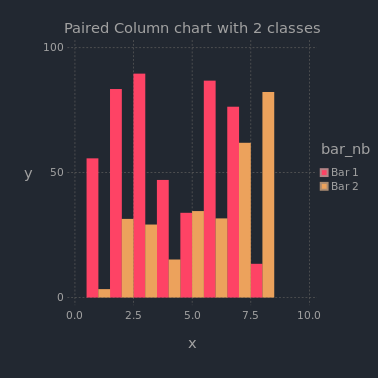 Paired Column chart with 2 classes
100
50
0
y
0.0 2.5 5.0 7.5 10.0
x
bar_nb
Bar 1
Bar 2